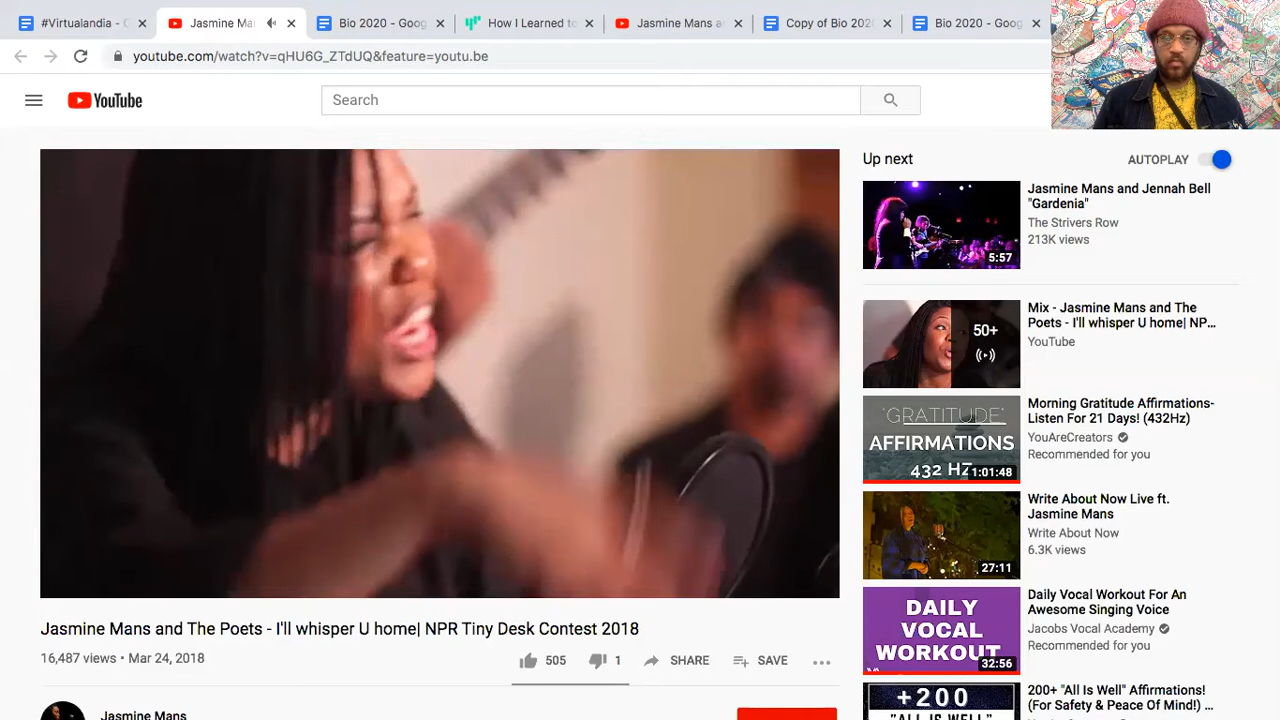 #Virtualandia - G
Jasmine Ma
Bio 2020 - Goog
How I Learned to
Jasmine Mans a
Copy of Bio 202
Bio 2020 - Goog
youtube.com/watch?v=qHU6G_ZTdUQ&feature=youtu.be
YouTube
Search
Up next
AUTOPLAY
Jasmine Mans and Jennah Bell
"Gardenia"
The Strivers Row
213K views
5:57
Mix - Jasmine Mans and The
Poets - I'll whisper U home| NP...
YouTube
50+
Morning Gratitude Affirmations-
Listen For 21 Days! (432Hz)
YouAreCreators
Recommended for you
'GRATITUDE'
AFFIRMATIONS
432 HZ
1:01:48
Write About Now Live ft.
Jasmine Mans
Write About Now
6.3K views
27:11
Daily Vocal Workout For An
Awesome Singing Voice
Jacobs Vocal Academy
Recommended for you
DAILY
VOCAL
WORKOUT
32:56
200+ "All Is Well" Affirmations!
(For Safety & Peace Of Mind!) ...
+200
"ALL IS WELL"
Jasmine Mans and The Poets - I'll whisper U home| NPR Tiny Desk Contest 2018
16,487 views • Mar 24, 2018
505
1
SHARE
SAVE
Jasmine Mans